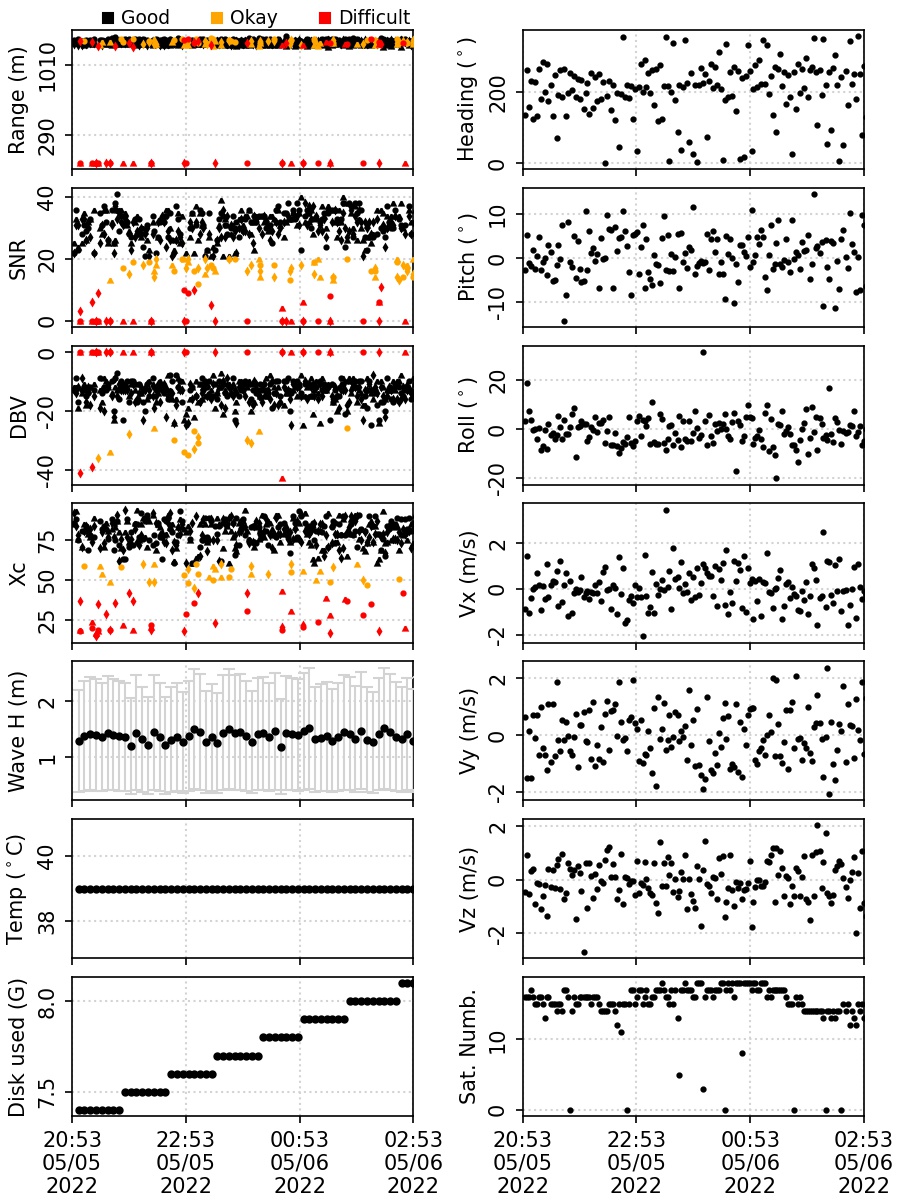 Good Okay Difficult
Range (m)
1010
290
Heading (°)
200
0
SNR
40
20
0
Pitch (°)
10
0
-10
DBV
0
-20
-40
Roll (°)
20
0
-20
Xc
75
50
25
Vx (m/s)
2
0
-2
Wave H (m)
2
1
Vy (m/s)
2
0
-2
Temp (°C)
40
38
Vz (m/s)
2
0
-2
Disk used (G)
8.0
7.5
Sat. Numb.
10
0
20:53 22:53 00:53 02:53
05/05 05/05 05/06 05/06
2022 2022 2022 2022
20:53 22:53 00:53 02:53
05/05 05/05 05/06 05/06
2022 2022 2022 2022